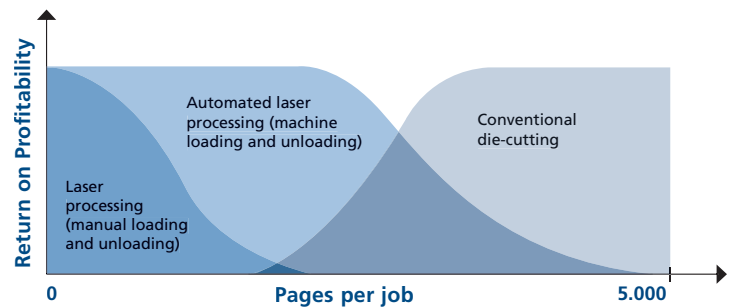 Return on Profitability
Automated laser
processing (machine
loading and unloading)
Conventional
die-cutting
Laser
processing
(manual loading
and unloading)
0
Pages per job
5.000